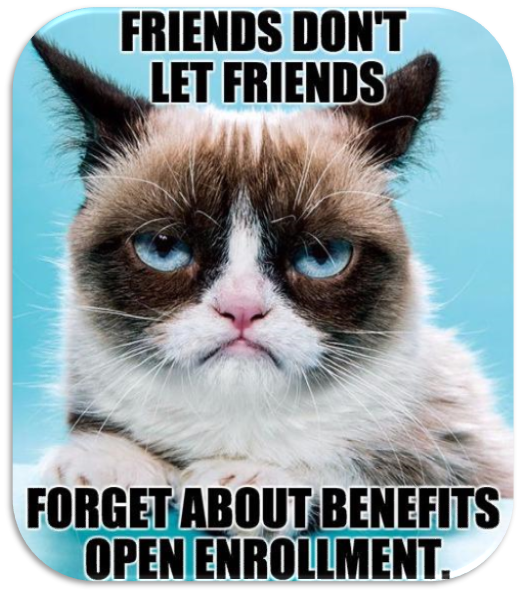 FRIENDS DON'T
LET FRIENDS
FORGET ABOUT BENEFITS
OPEN ENROLLMENT.